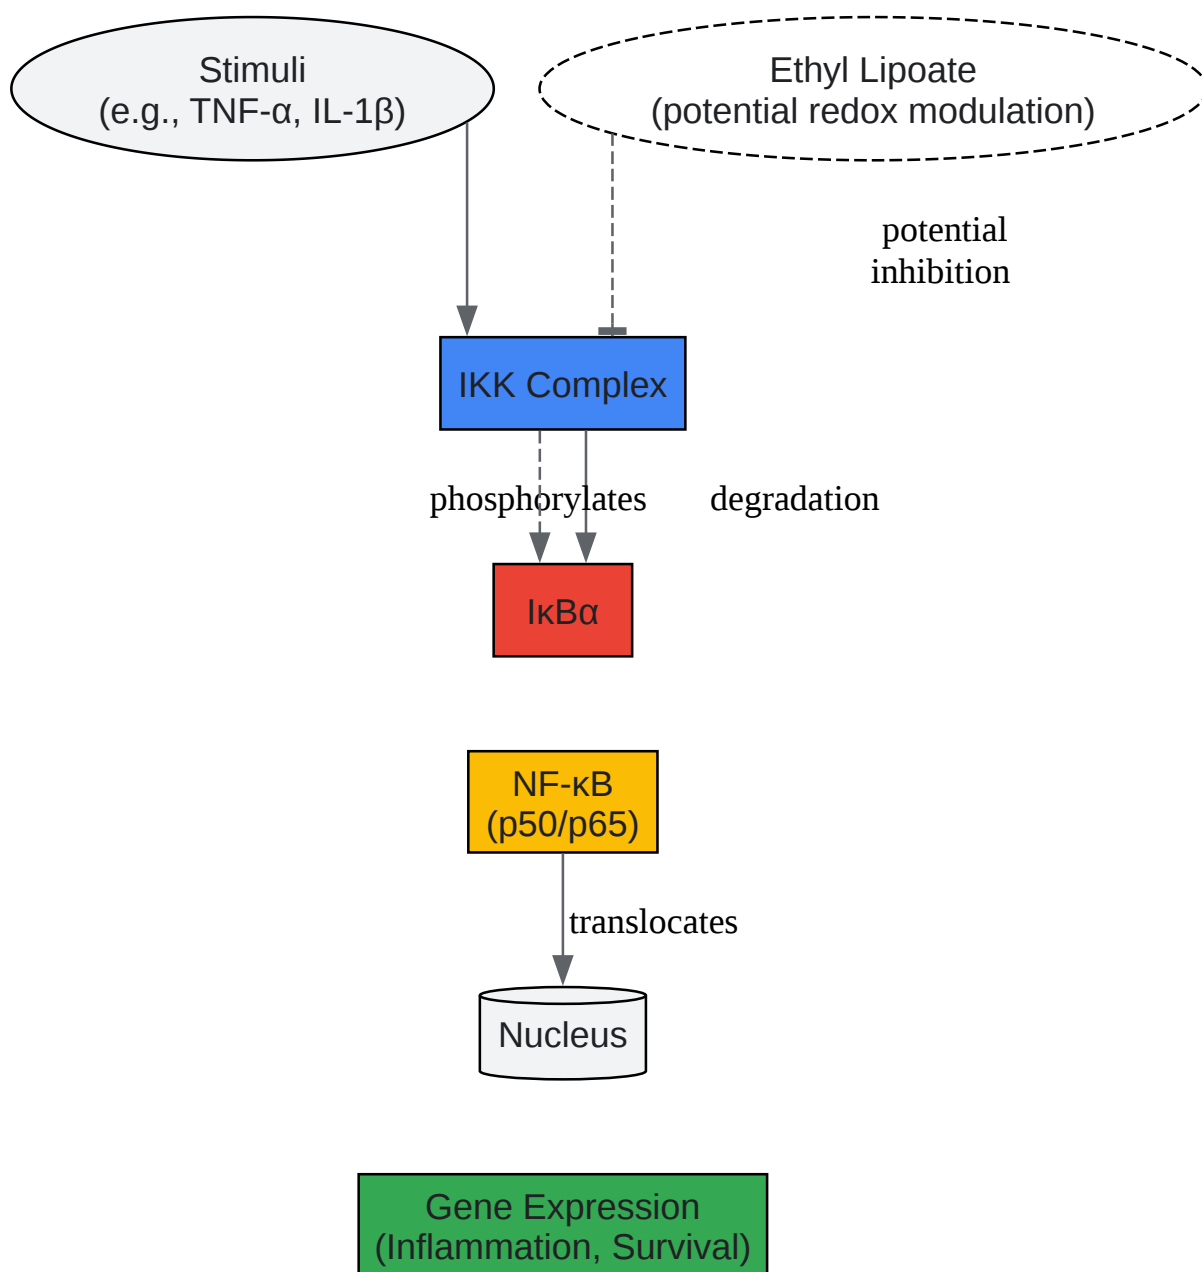 Stimuli
(e.g., TNF-α, IL-1β)
Ethyl Lipoate
(potential redox modulation)
potential
inhibition
IKK Complex
phosphorylates
degradation
IκBα
NF-κB
(p50/p65)
translocates
Nucleus
Gene Expression
(Inflammation, Survival)